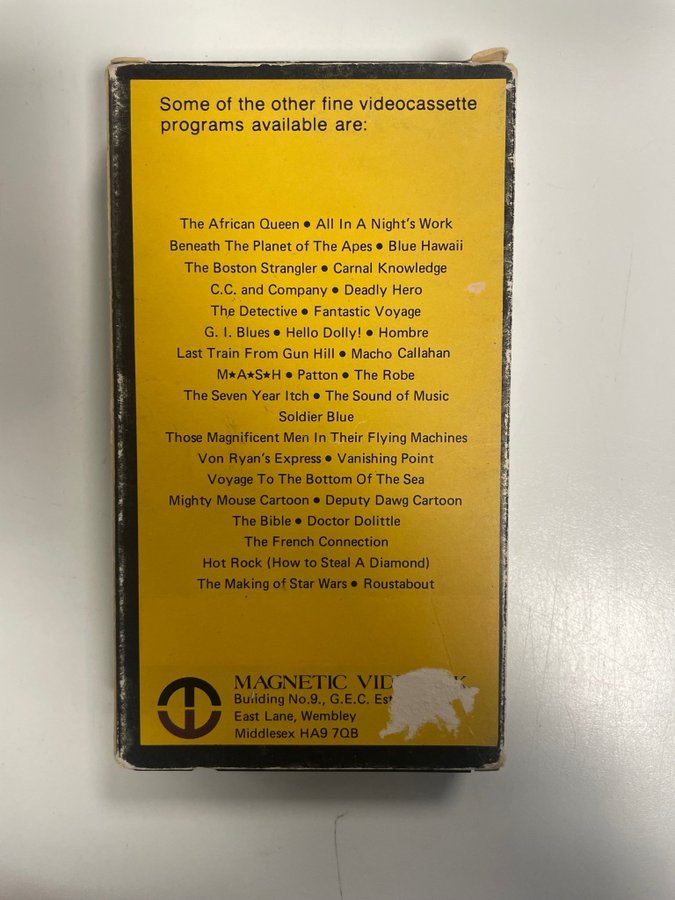 Some of the other fine videocassette
programs available are:
The African Queen ● All In A Night's Work
Beneath The Planet of The Apes ● Blue Hawaii
The Boston Strangler ● Carnal Knowledge
C.C. and Company ● Deadly Hero
The Detective ● Fantastic Voyage
G. I. Blues ● Hello Dolly! ● Hombre
Last Train From Gun Hill ● Macho Callahan
M★A★S★H ● Patton ● The Robe
The Seven Year Itch ● The Sound of Music
Soldier Blue
Those Magnificent Men In Their Flying Machines
Von Ryan's Express ● Vanishing Point
Voyage To The Bottom Of The Sea
Mighty Mouse Cartoon ● Deputy Dawg Cartoon
The Bible ● Doctor Dolittle
The French Connection
Hot Rock (How to Steal A Diamond)
The Making of Star Wars ● Roustabout
MAGNETIC
Building No.9., G.E.C.
East Lane, Wembley
Middlesex HA9 7QB